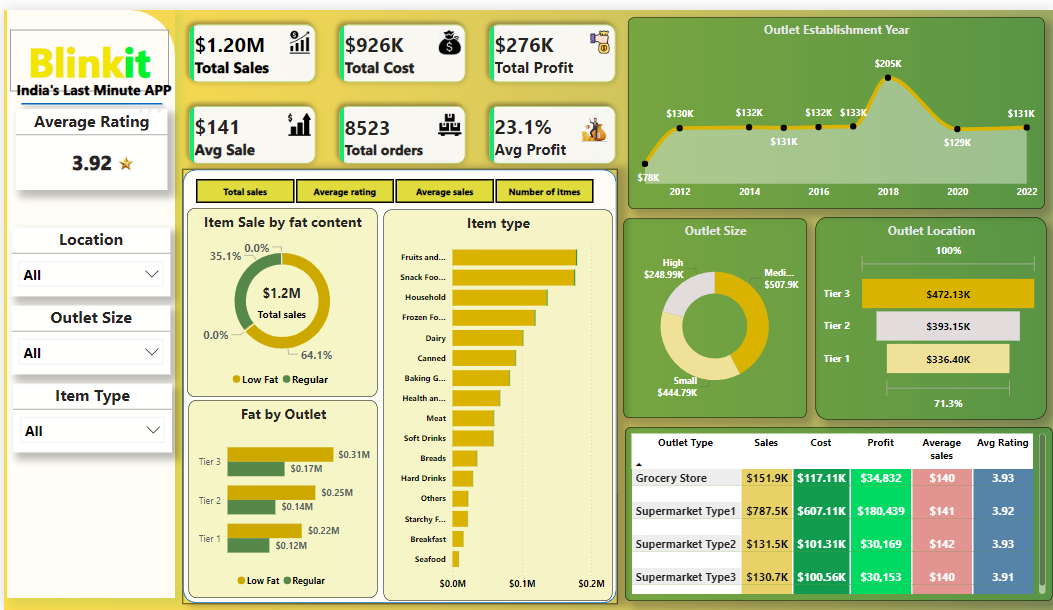 Blinkit
India's Last Minute APP
Average Rating
3.92
Location
All
Outlet Size
All
Item Type
All
$1.20M
Total Sales
$926K
Total Cost
$276K
Total Profit
$141
Avg Sale
8523
Total orders
23.1%
Avg Profit
Total sales
Average rating
Average sales
Number of itmes
Item Sale by fat content
0.0%
35.1%
$1.2M
Total sales
0.0%
64.1%
Low Fat Regular
Fat by Outlet
Tier 3
$0.31M
$0.17M
Tier 2
$0.25M
$0.14M
Tier 1
$0.22M
$0.12M
Low Fat Regular
Item type
Fruits and...
Snack Foo...
Household
Frozen Fo...
Dairy
Canned
Baking G...
Health an...
Meat
Soft Drinks
Breads
Hard Drinks
Others
Starchy F...
Breakfast
Seafood
$0.0M $0.1M $0.2M
Outlet Establishment Year
$78K
$130K
$132K
$131K
$132K
$133K
$205K
$129K
$131K
2012 2014 2016 2018 2020 2022
Outlet Size
High
$248.99K
Medi...
$507.9K
Small
$444.79K
Outlet Location
100%
Tier 3 $472.13K
Tier 2 $393.15K
Tier 1 $336.40K
71.3%
Outlet Type Sales Cost Profit Average sales Avg Rating
Grocery Store $151.9K $117.11K $34,832 $140 3.93
Supermarket Type1 $787.5K $607.11K $180,439 $141 3.92
Supermarket Type2 $131.5K $101.31K $30,169 $142 3.93
Supermarket Type3 $130.7K $100.56K $30,153 $140 3.91